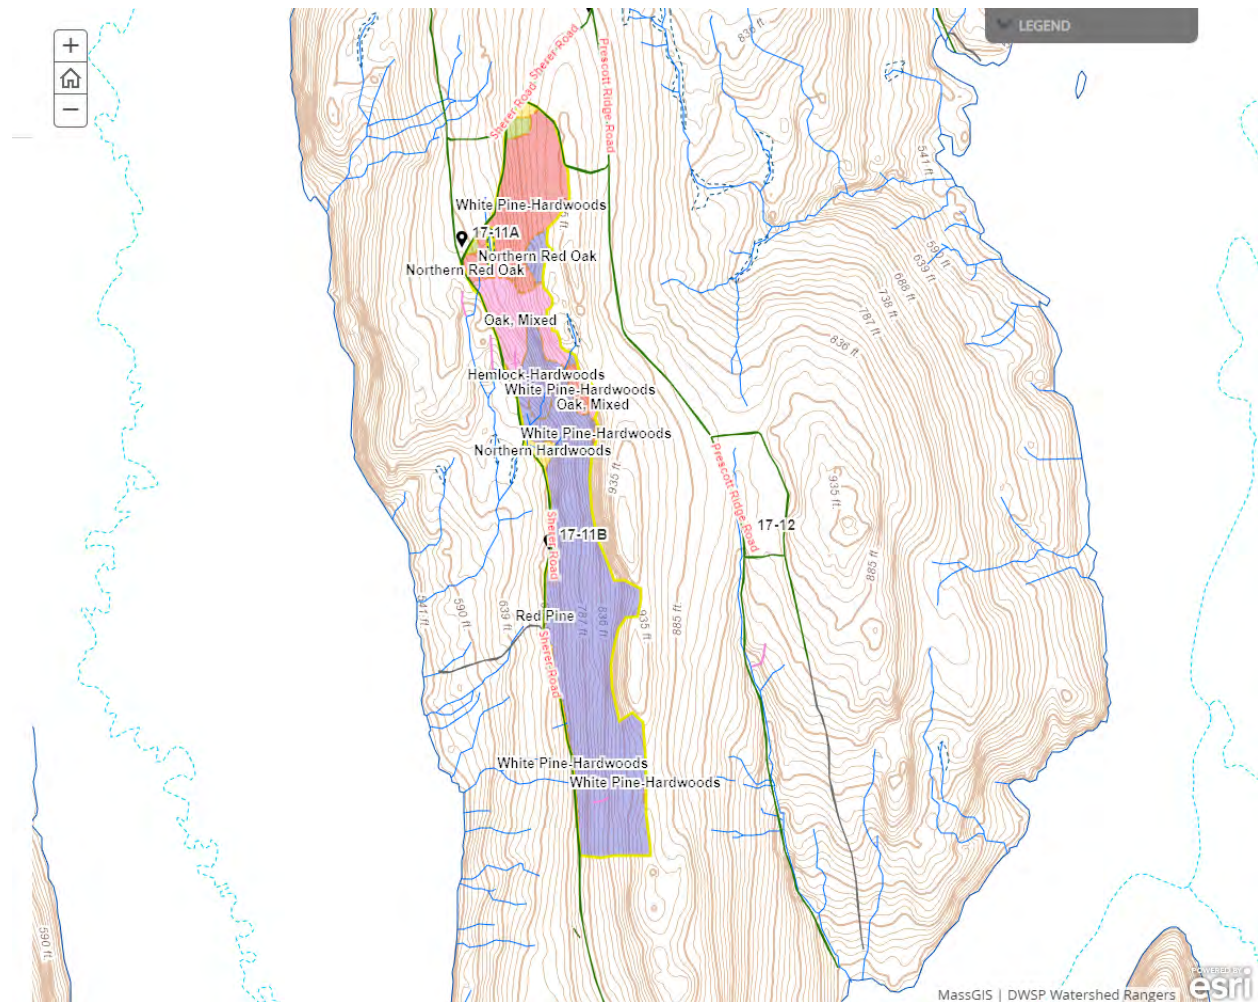 LEGEND
+
−
836 ft
Sherer Road
Sherer Road
Prescott Ridge Road
541 ft
White Pine-Hardwoods
17-11A
Northern Red Oak
Northern Red Oak
590 ft
639 ft
688 ft
738 ft
787 ft
836 ft
Oak, Mixed
Hemlock-Hardwoods
White Pine-Hardwoods
Oak, Mixed
White Pine-Hardwoods
Northern Hardwoods
935 ft
Prescott Ridge Road
935 ft
17-12
17-11B
Sherer Road
885 ft
541 ft
590 ft
639 ft
Red Pine
787 ft
836 ft
935 ft
885 ft
Sherer Road
White Pine-Hardwoods
White Pine-Hardwoods
590 ft
MassGIS | DWSP Watershed Rangers
POWERED BY
esri